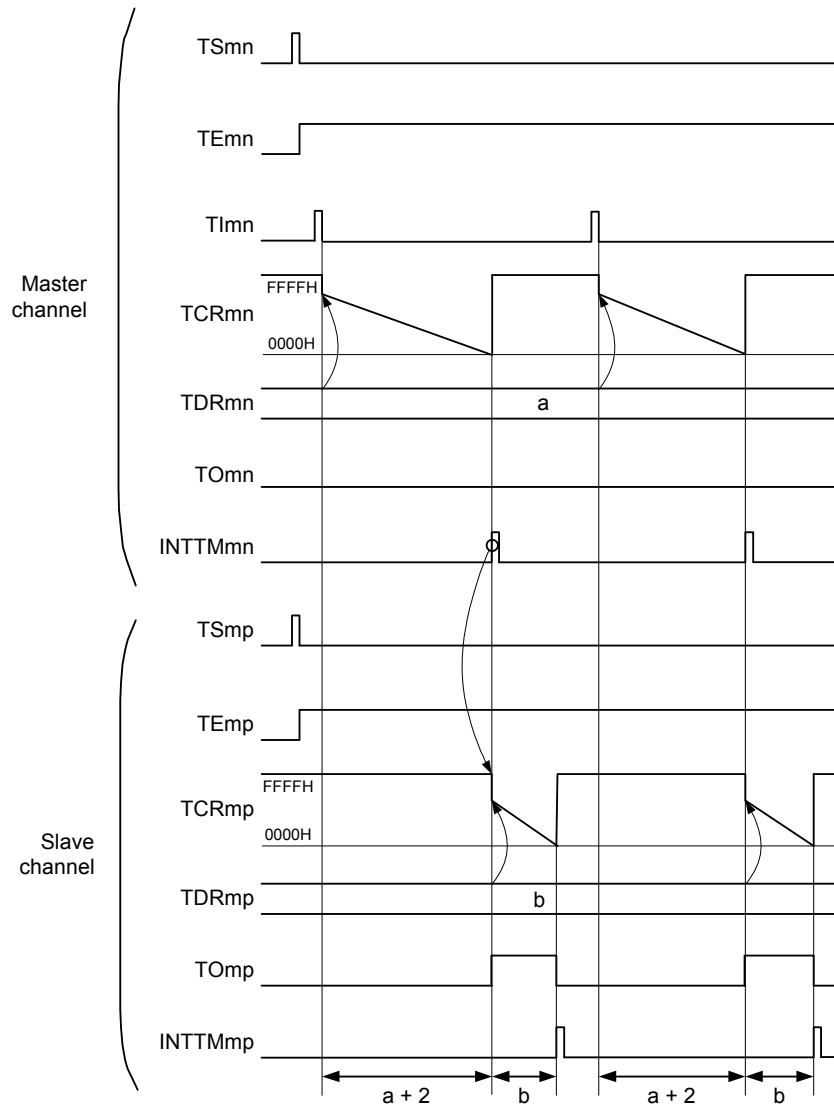 TSmn
TEmn
TImn
Master
channel
FFFFH
TCRmn
0000H
TDRmn
a
TOmn
INTTMmn
TSmp
TEmp
FFFFH
TCRmp
0000H
Slave
channel
TDRmp
b
TOmp
INTTMmp
a + 2 b a + 2 b